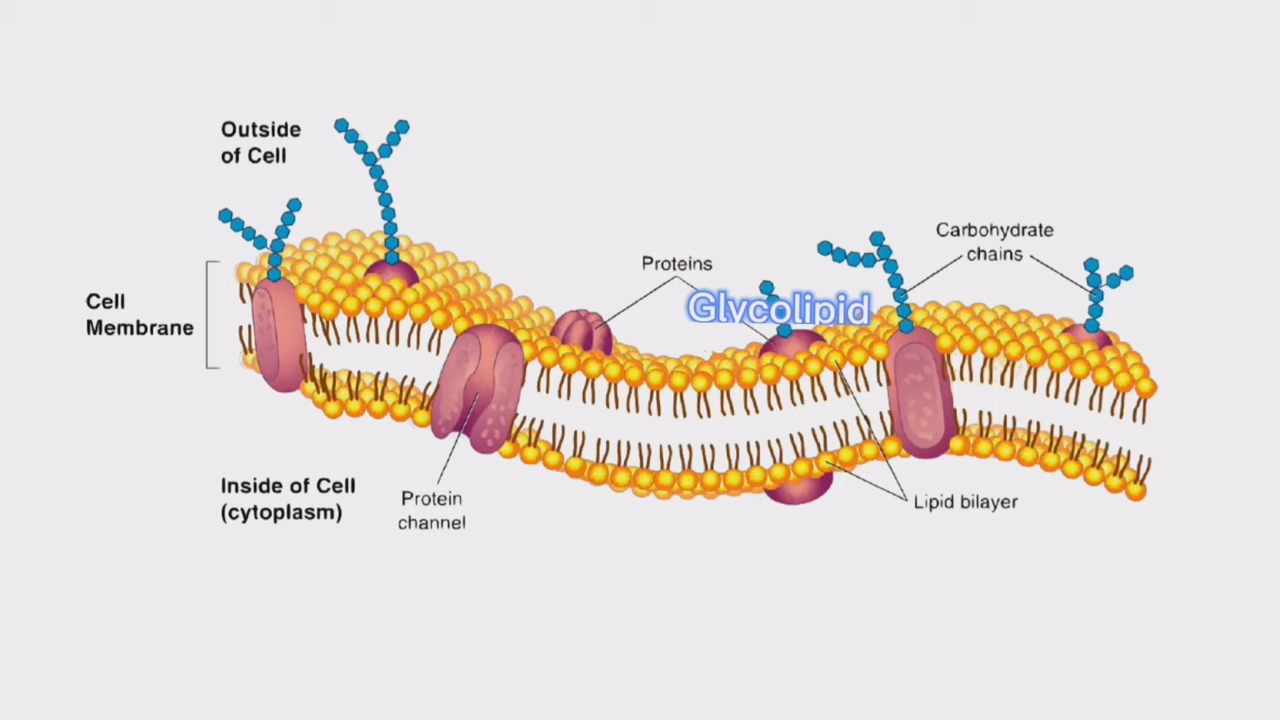 Outside
of Cell
Carbohydrate
chains
Proteins
Glycolipid
Cell
Membrane
Inside of Cell
(cytoplasm)
Protein
channel
Lipid bilayer